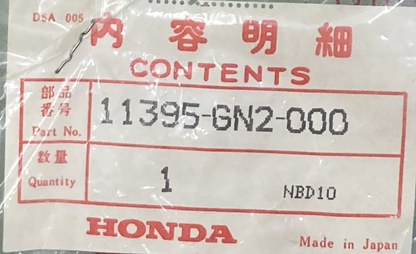 DSA 005
内容明細
CONTENTS
部品
番号
Part No.
11395-GN2-000
数量
Quantity
1
NBD10
HONDA
Made in Japan